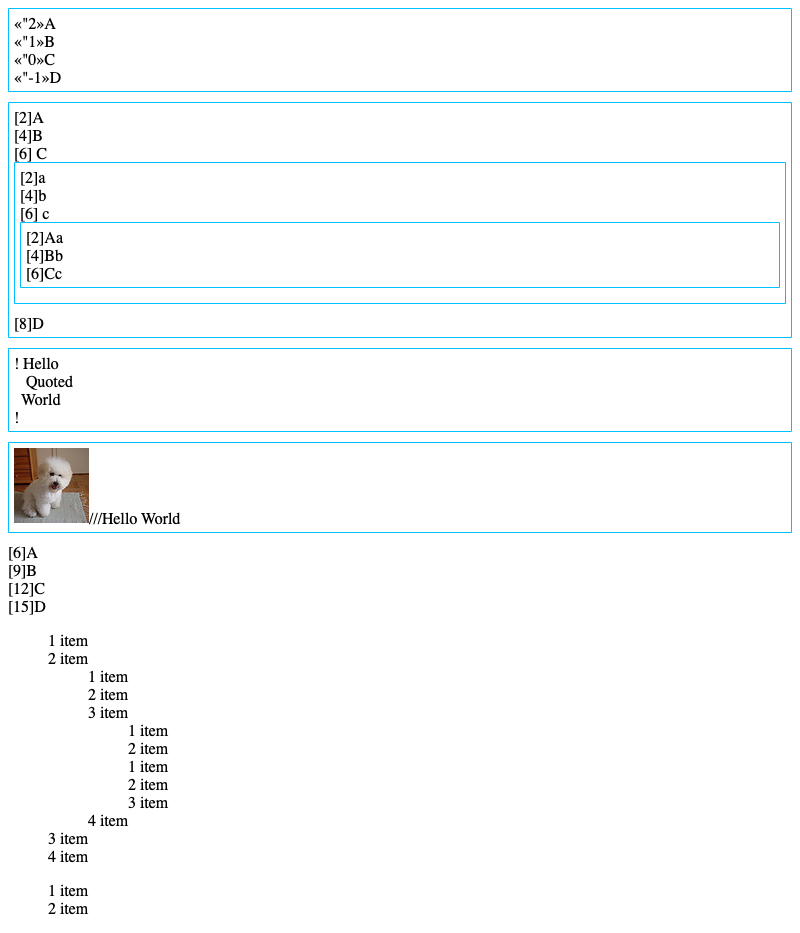 «"2»A
«"1»B
«"0»C
«"-1»D
[2]A
[4]B
[6] C
[2]a
[4]b
[6] c
[2]Aa
[4]Bb
[6]Cc
[8]D
! Hello
Quoted
World
!
///Hello World
[6]A
[9]B
[12]C
[15]D
1 item
2 item
1 item
2 item
3 item
1 item
2 item
1 item
2 item
3 item
4 item
3 item
4 item
1 item
2 item